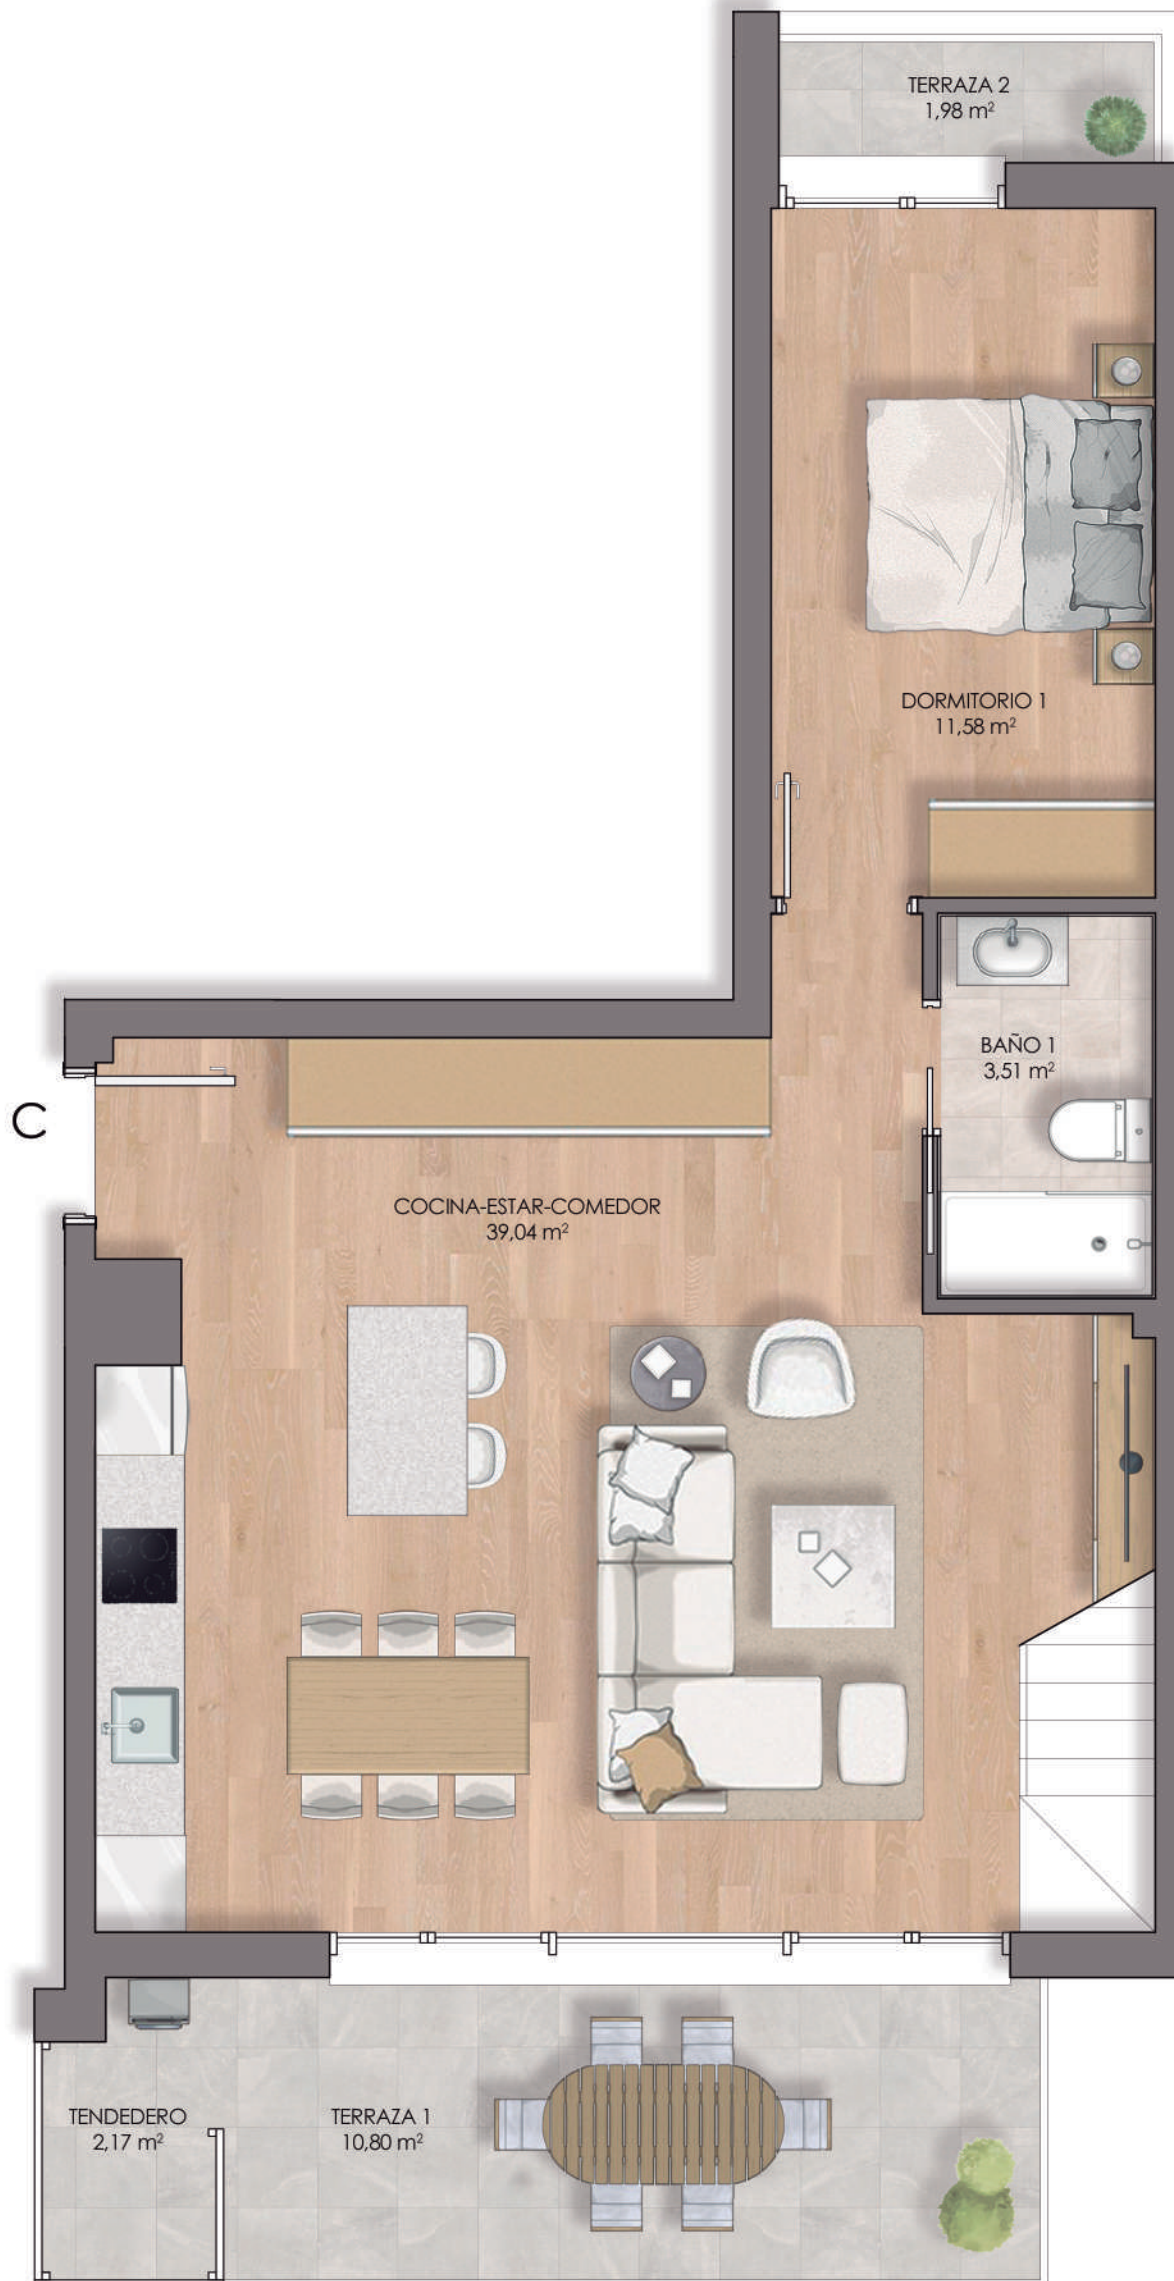 TERRAZA 2
1,98 m²
DORMITORIO 1
11,58 m²
BAÑO 1
3,51 m²
C
COCINA-ESTAR-COMEDOR
39,04 m²
TENDEDERO
2,17 m²
TERRAZA 1
10,80 m²